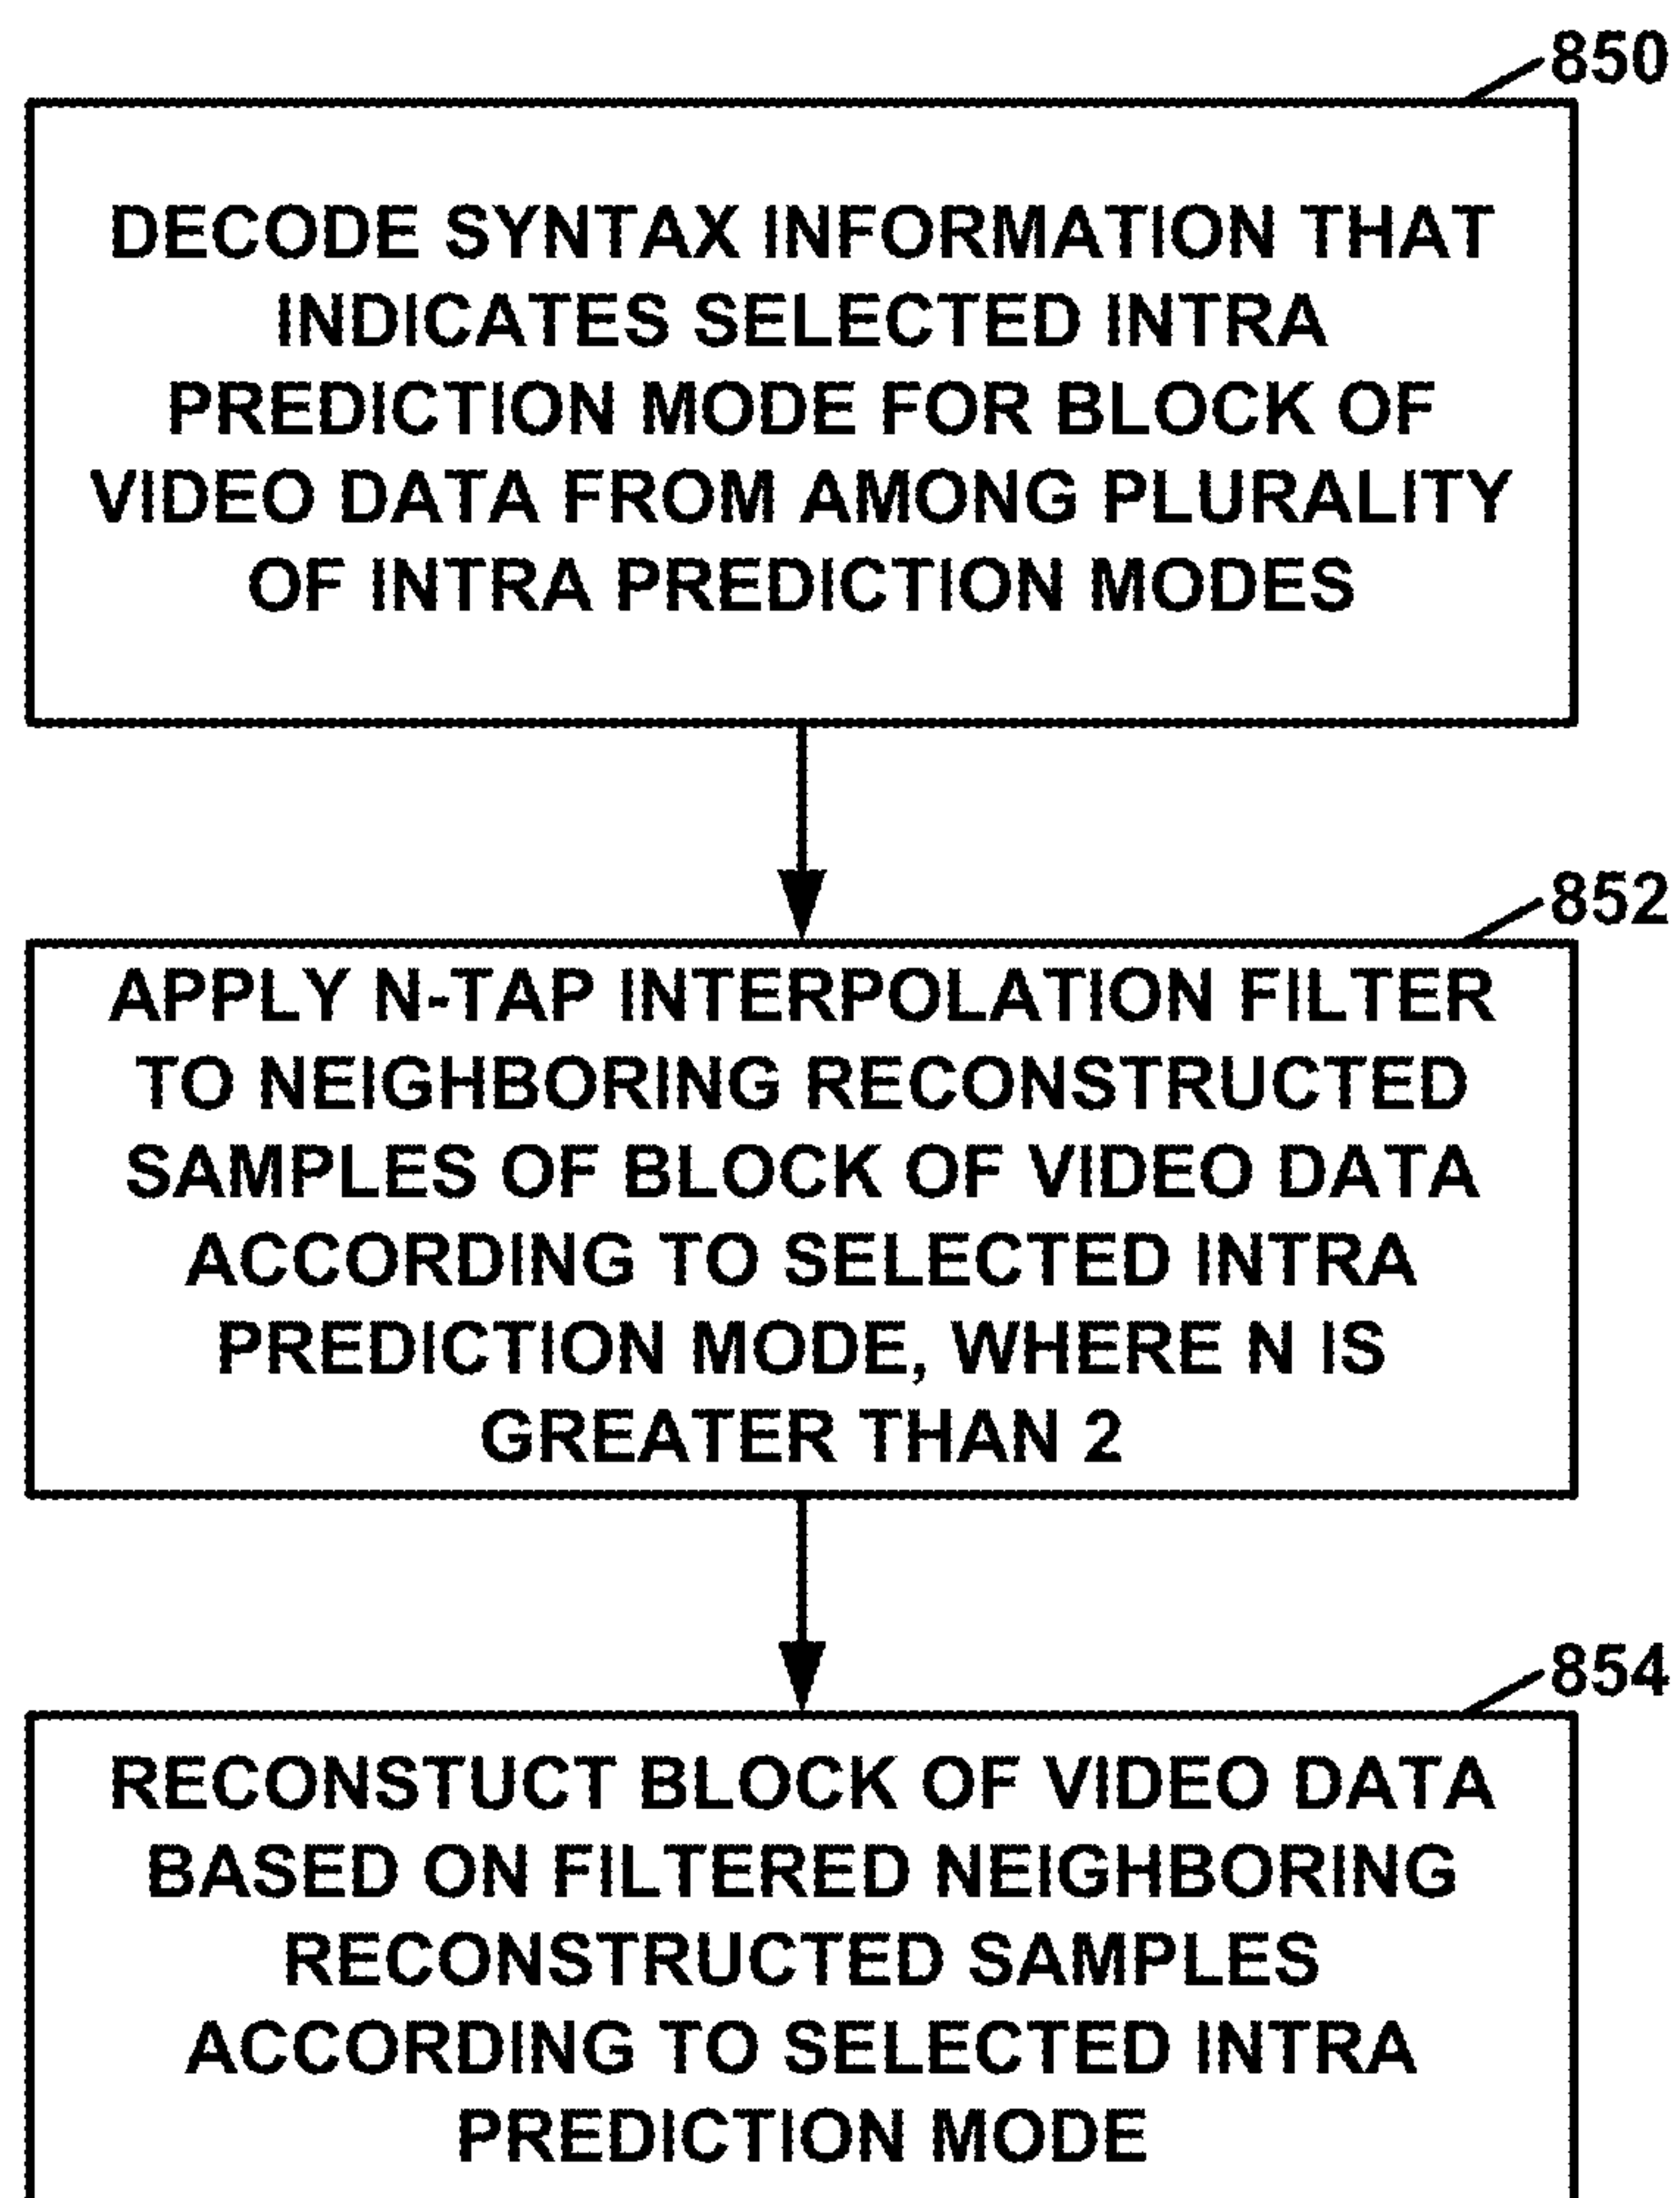 850
DECODE SYNTAX INFORMATION THAT
INDICATES SELECTED INTRA
PREDICTION MODE FOR BLOCK OF
VIDEO DATA FROM AMONG PLURALITY
OF INTRA PREDICTION MODES
852
APPLY N-TAP INTERPOLATION FILTER
TO NEIGHBORING RECONSTRUCTED
SAMPLES OF BLOCK OF VIDEO DATA
ACCORDING TO SELECTED INTRA
PREDICTION MODE, WHERE N IS
GREATER THAN 2
854
RECONSTUCT BLOCK OF VIDEO DATA
BASED ON FILTERED NEIGHBORING
RECONSTRUCTED SAMPLES
ACCORDING TO SELECTED INTRA
PREDICTION MODE